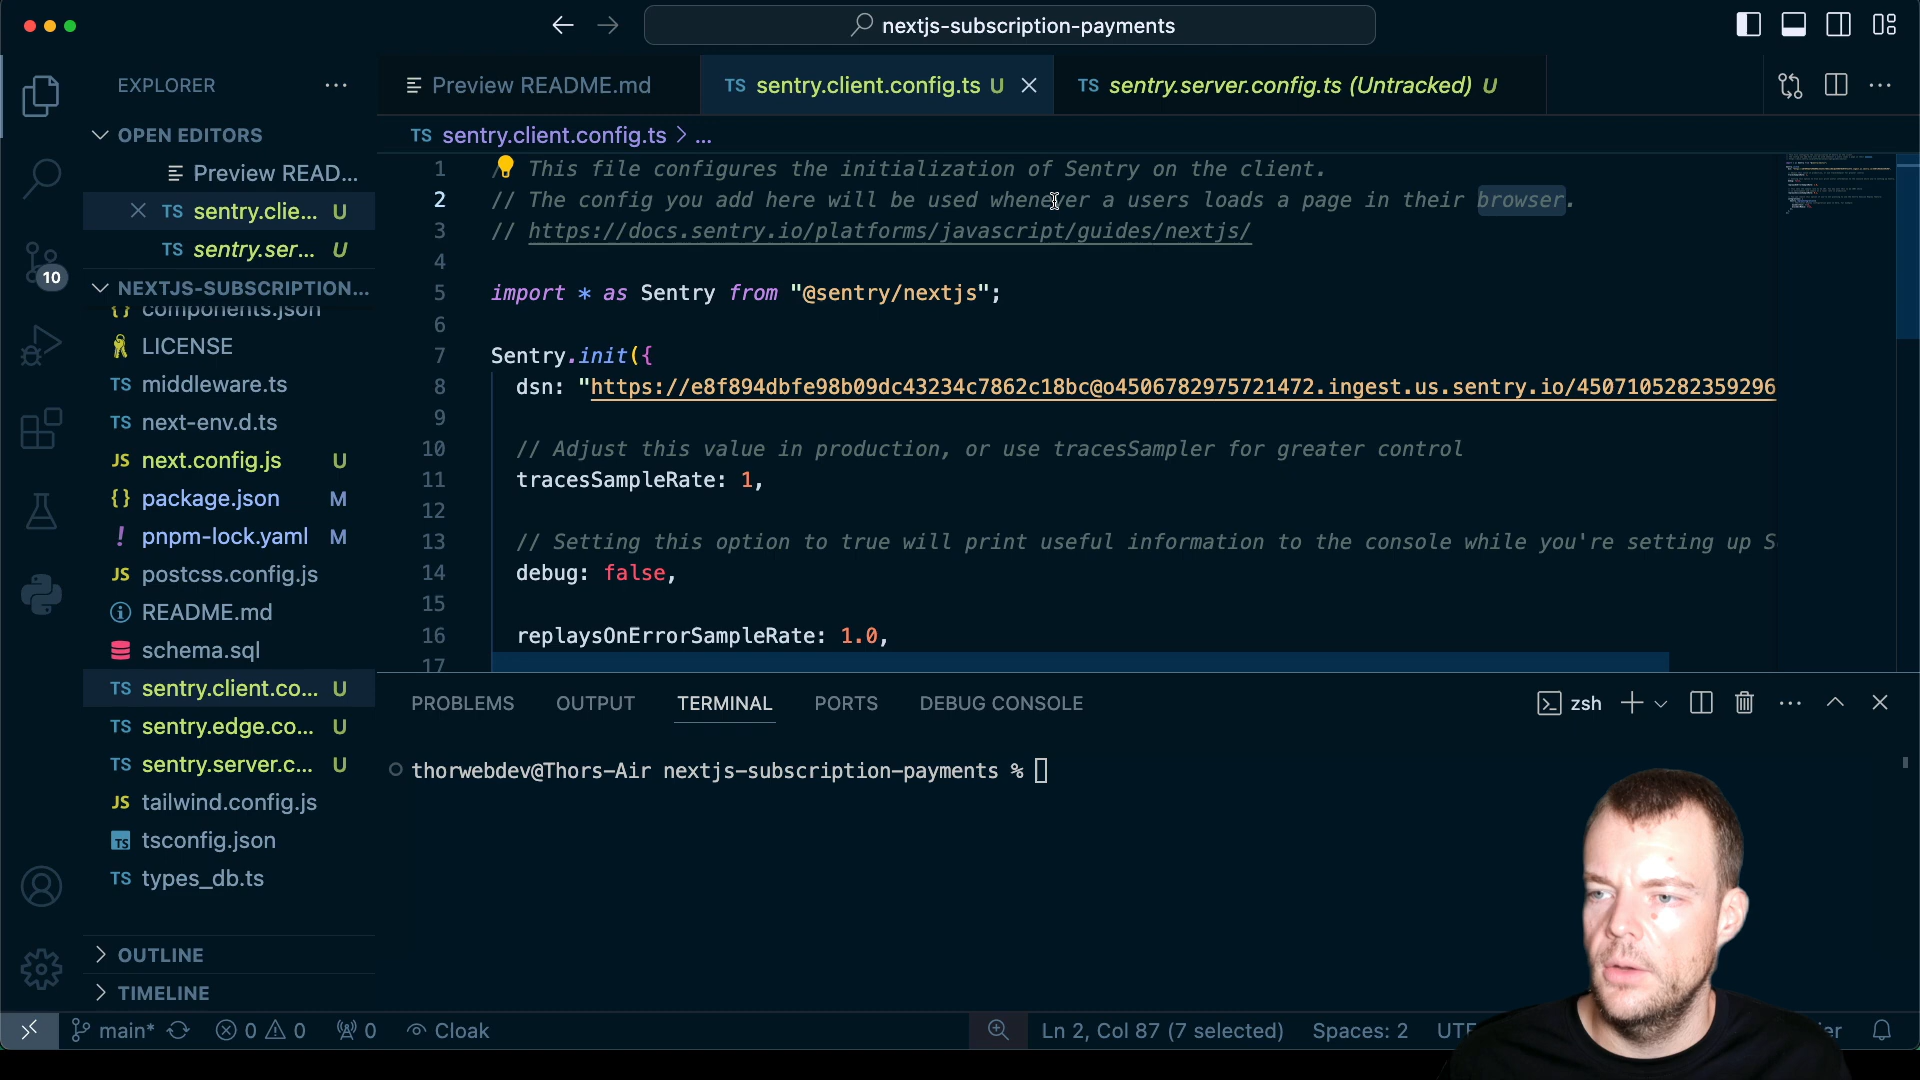 nextjs-subscription-payments
EXPLORER
OPEN EDITORS
Preview READ...
TS sentry.clie... U
TS sentry.ser... U
10
NEXTJS-SUBSCRIPTION...
{} components.json
LICENSE
TS middleware.ts
TS next-env.d.ts
JS next.config.js U
{} package.json M
! pnpm-lock.yaml M
JS postcss.config.js
README.md
schema.sql
TS sentry.client.co... U
TS sentry.edge.co... U
TS sentry.server.c... U
JS tailwind.config.js
TS tsconfig.json
TS types_db.ts
OUTLINE
TIMELINE
Preview README.md
TS sentry.client.config.ts U
TS sentry.server.config.ts (Untracked) U
TS sentry.client.config.ts > ...
1 This file configures the initialization of Sentry on the client.
2 // The config you add here will be used whenever a users loads a page in their browser.
3 // https://docs.sentry.io/platforms/javascript/guides/nextjs/
4
5 import * as Sentry from "@sentry/nextjs";
6
7 Sentry.init({
8 dsn: "https://e8f894dbfe98b09dc43234c7862c18bc@o4506782975721472.ingest.us.sentry.io/4507105282359296
9
10 // Adjust this value in production, or use tracesSampler for greater control
11 tracesSampleRate: 1,
12
13 // Setting this option to true will print useful information to the console while you're setting up S
14 debug: false,
15
16 replaysOnErrorSampleRate: 1.0,
17
PROBLEMS OUTPUT TERMINAL PORTS DEBUG CONSOLE
zsh
thorwebdev@Thors-Air nextjs-subscription-payments %
main* 0 0 0 Cloak
Ln 2, Col 87 (7 selected) Spaces: 2